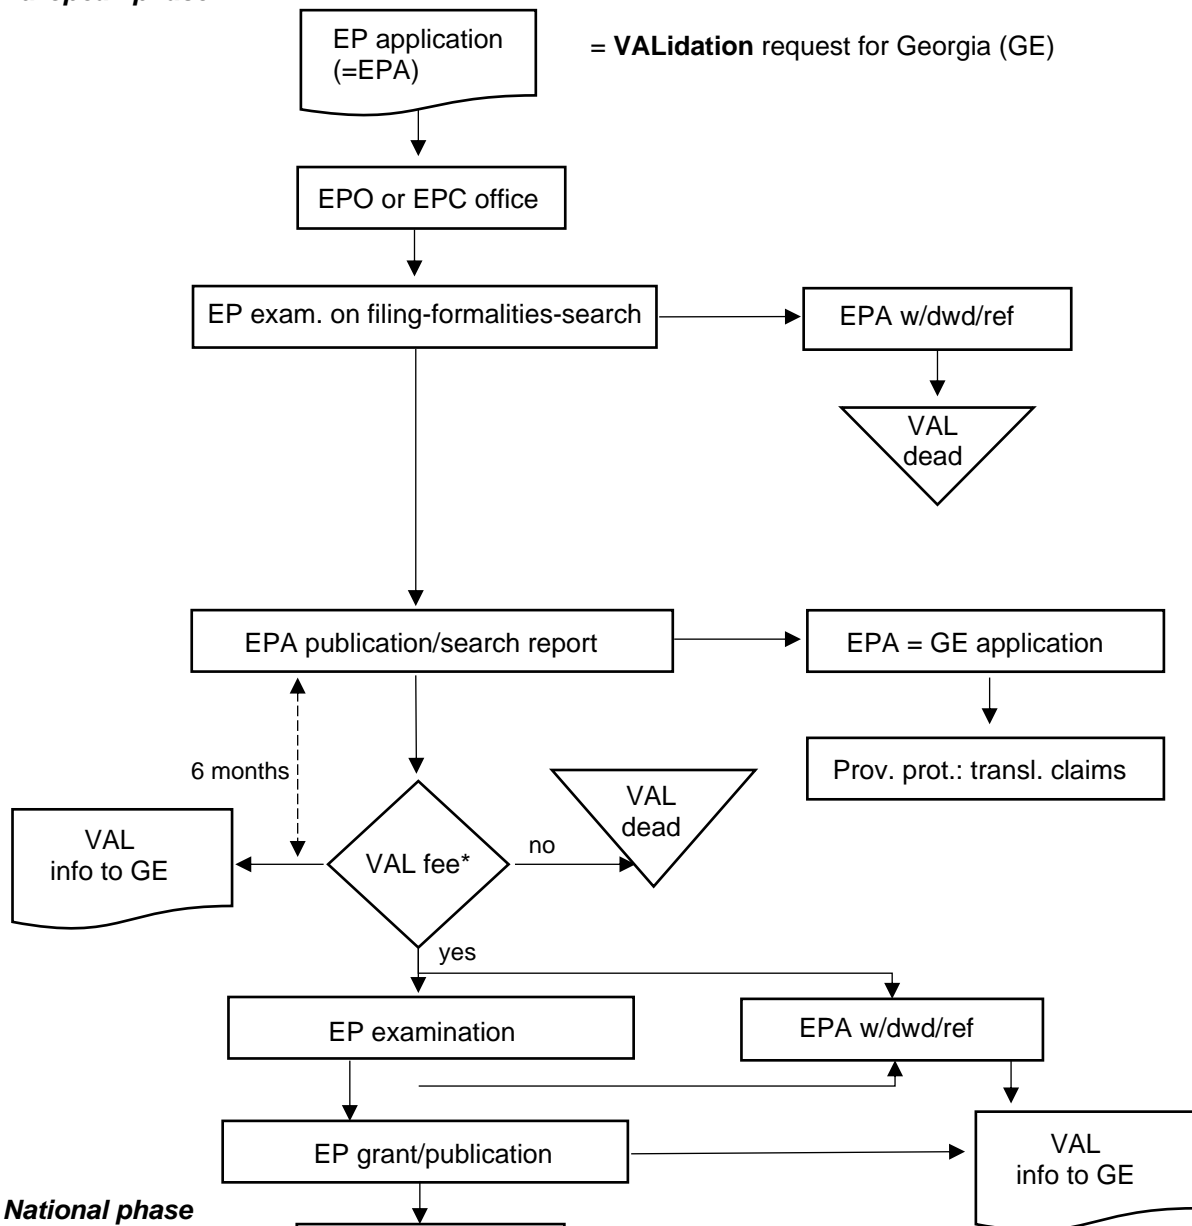 EP application
(=EPA)
= VALidation request for Georgia (GE)
EPO or EPC office
EP exam. on filing-formalities-search
EPA w/dwd/ref
VAL
dead
EPA publication/search report
EPA = GE application
6 months
Prov. prot.: transl. claims
VAL
dead
VAL
info to GE
VAL fee*
no
yes
EP examination
EPA w/dwd/ref
EP grant/publication
VAL
info to GE
National phase